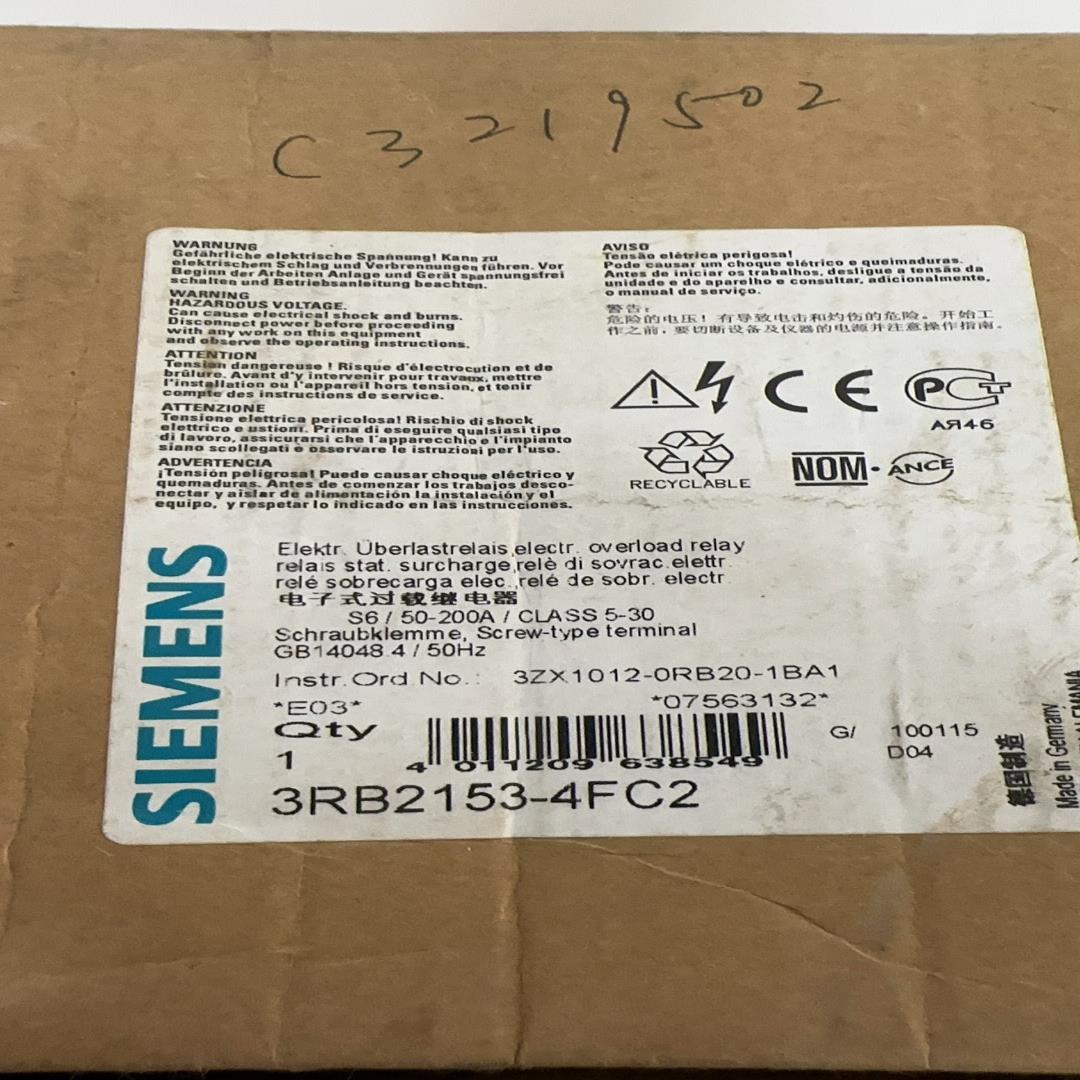 C3219502
WARNUNG
Gefährliche elektrische Spannung! Kann zu
elektrischem Schlag und Verbrennungen führen. Vor
Beginn der Arbeiten Anlage und Gerät spannungsfrei
schalten und Betriebsanleitung beachten.
WARNING
HAZARDOUS VOLTAGE.
Can cause electrical shock and burns.
Disconnect power before proceeding
with any work on this equipment
and observe the operating instructions.
ATTENTION
Tension dangereuse ! Risque d'électrocution et de
brûlure. Avant d'y intervenir pour travaux, mettre
l'installation ou l'appareil hors tension, et tenir
compte des instructions de service.
ATTENZIONE
Tensione elettrica pericolosa! Rischio di shock
elettrico e ustioni. Prima di eseguire qualsiasi tipo
di lavoro, assicurarsi che l'apparecchio e l'impianto
siano scollegati e osservare le istruzioni per l'uso.
ADVERTENCIA
¡Tensión peligrosa! Puede causar choque eléctrico y
quemaduras. Antes de comenzar los trabajos desco-
nectar y aislar de alimentación la instalación y el
equipo, y respetar lo indicado en las instrucciones.
AVISO
Tensão elétrica perigosa!
Pode causar um choque elétrico e queimaduras.
Antes de iniciar os trabalhos, desligue a tensão da
unidade e do aparelho e consultar, adicionalmente,
o manual de serviço.
警告:
危险的电压! 有导致电击和灼伤的危险。开始工
作之前, 要切断设备及仪器的电源并注意操作指南。
CE
РСТ
АЯ46
RECYCLABLE
NOM-ANCE
SIEMENS
Elektr. Überlastrelais,electr. overload relay
relais stat. surcharge,relè di sovrac.elettr.
relé sobrecarga elec.,relé de sobr. electr.
电子式过载继电器
S6 / 50-200A / CLASS 5-30
Schraubklemme, Screw-type terminal
GB14048.4 / 50Hz
Instr.Ord.No.: 3ZX1012-0RB20-1BA1
*E03* *07563132*
Qty
1
4 011209 638549
G/ 100115
D04
3RB2153-4FC2
德国制造
Made in Germany